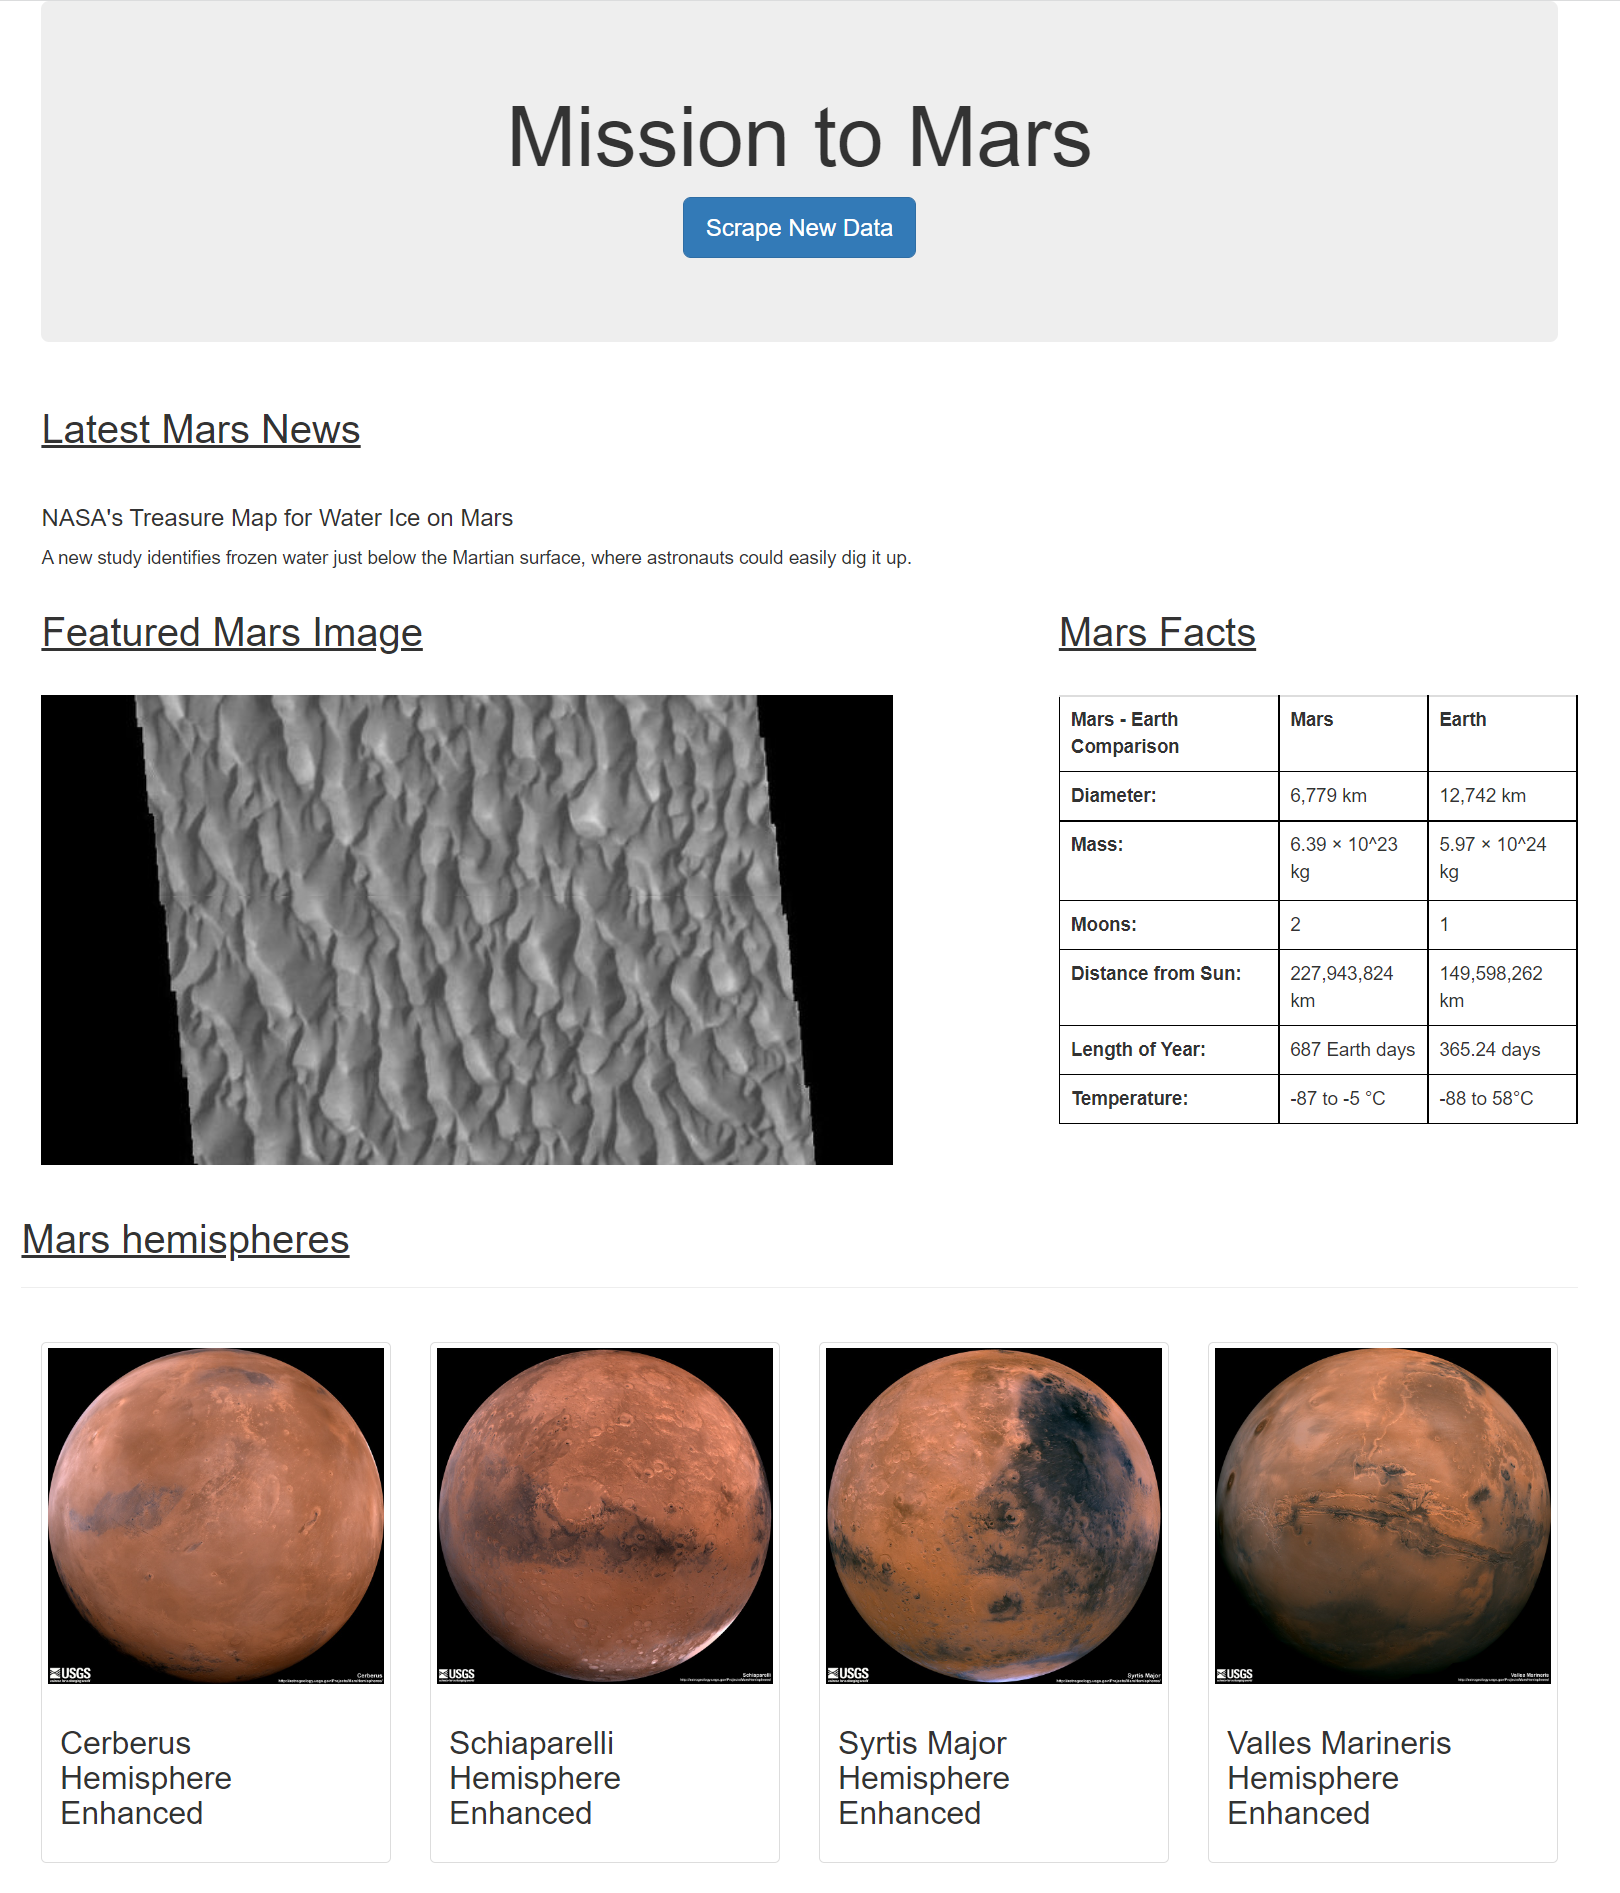 Mission to Mars
Scrape New Data
Latest Mars News
NASA's Treasure Map for Water Ice on Mars
A new study identifies frozen water just below the Martian surface, where astronauts could easily dig it up.
Featured Mars Image
Mars Facts
Mars - Earth Comparison Mars Earth
Diameter: 6,779 km 12,742 km
Mass: 6.39 × 10^23 kg 5.97 × 10^24 kg
Moons: 2 1
Distance from Sun: 227,943,824 km 149,598,262 km
Length of Year: 687 Earth days 365.24 days
Temperature: -87 to -5 °C -88 to 58°C
Mars hemispheres
USGS
Cerberus
USGS
Schiaparelli
USGS
Syrtis Major
USGS
Valles Marineris
Cerberus
Hemisphere
Enhanced
Schiaparelli
Hemisphere
Enhanced
Syrtis Major
Hemisphere
Enhanced
Valles Marineris
Hemisphere
Enhanced